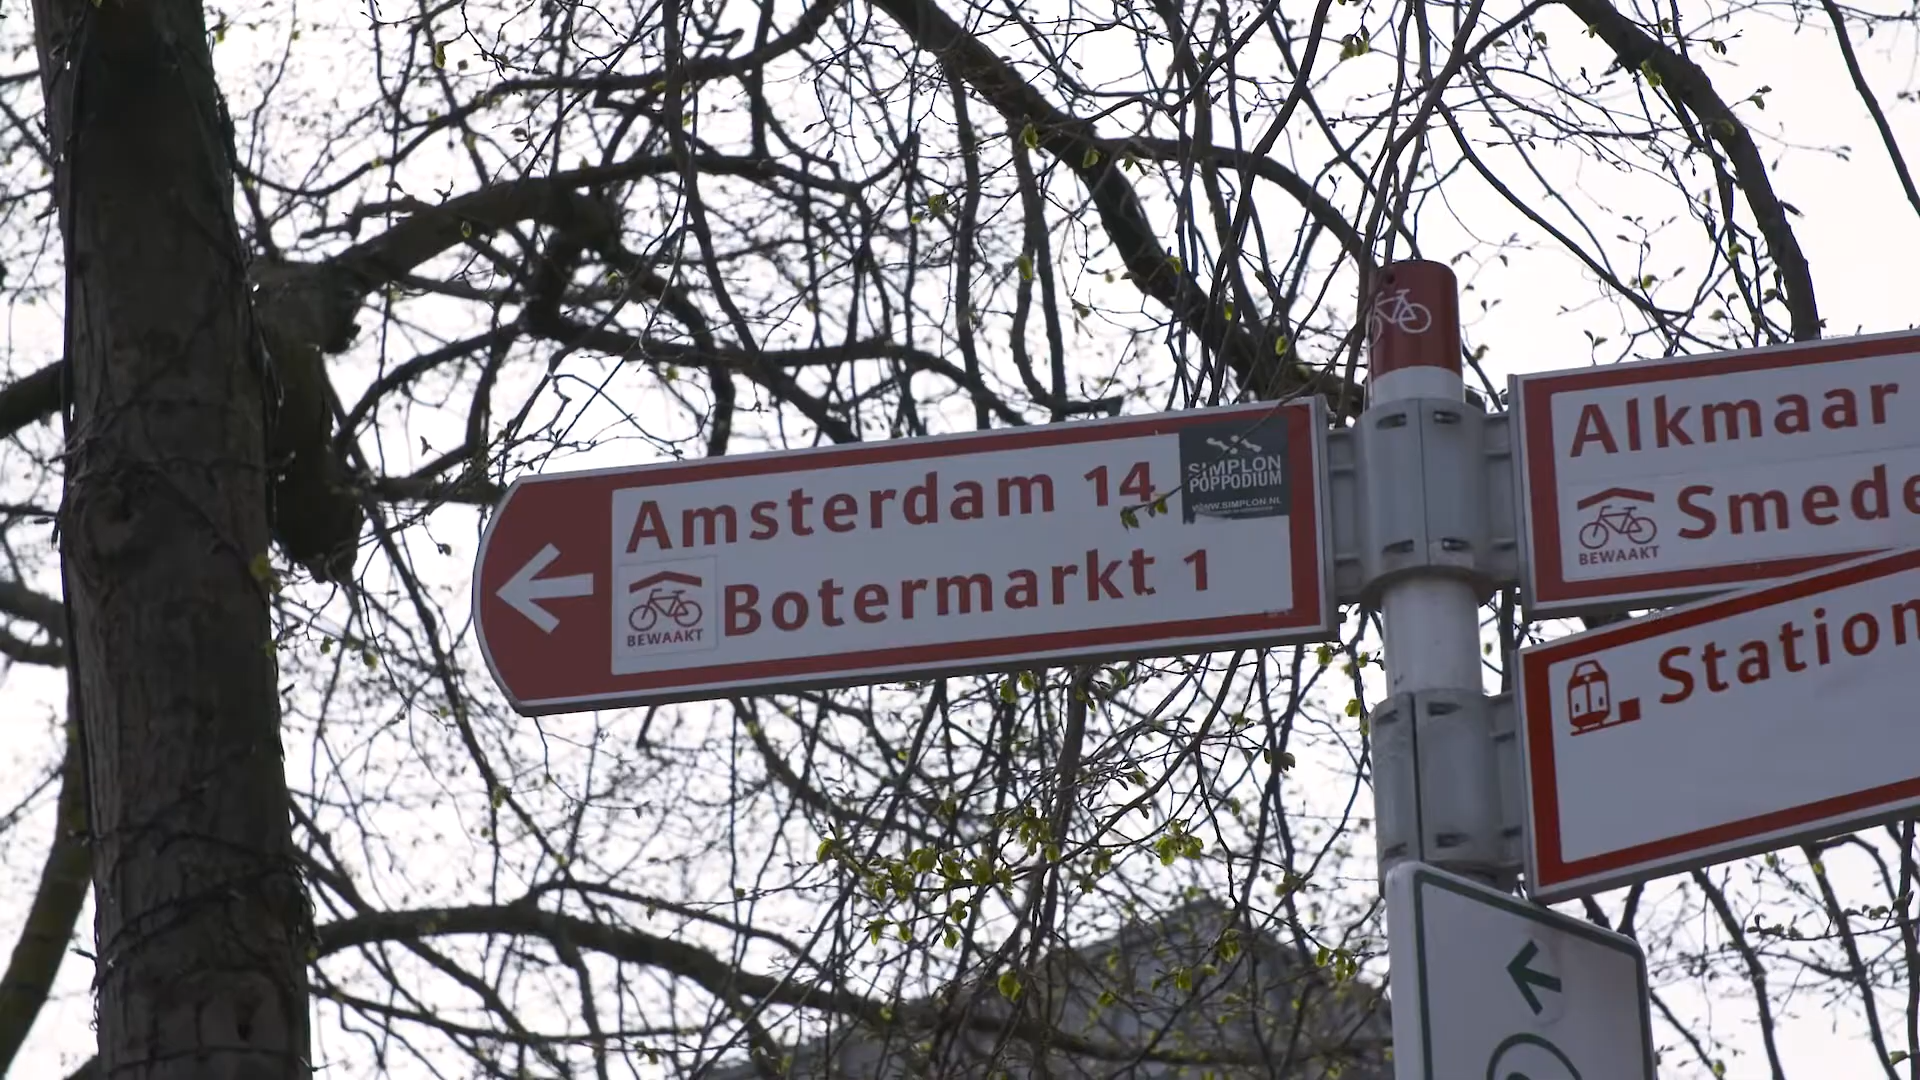 Amsterdam 14
SIMPLON
POPPODIUM
WWW.SIMPLON.NL
BEWAAKT
Botermarkt 1
Alkmaar
BEWAAKT
Smede
Station